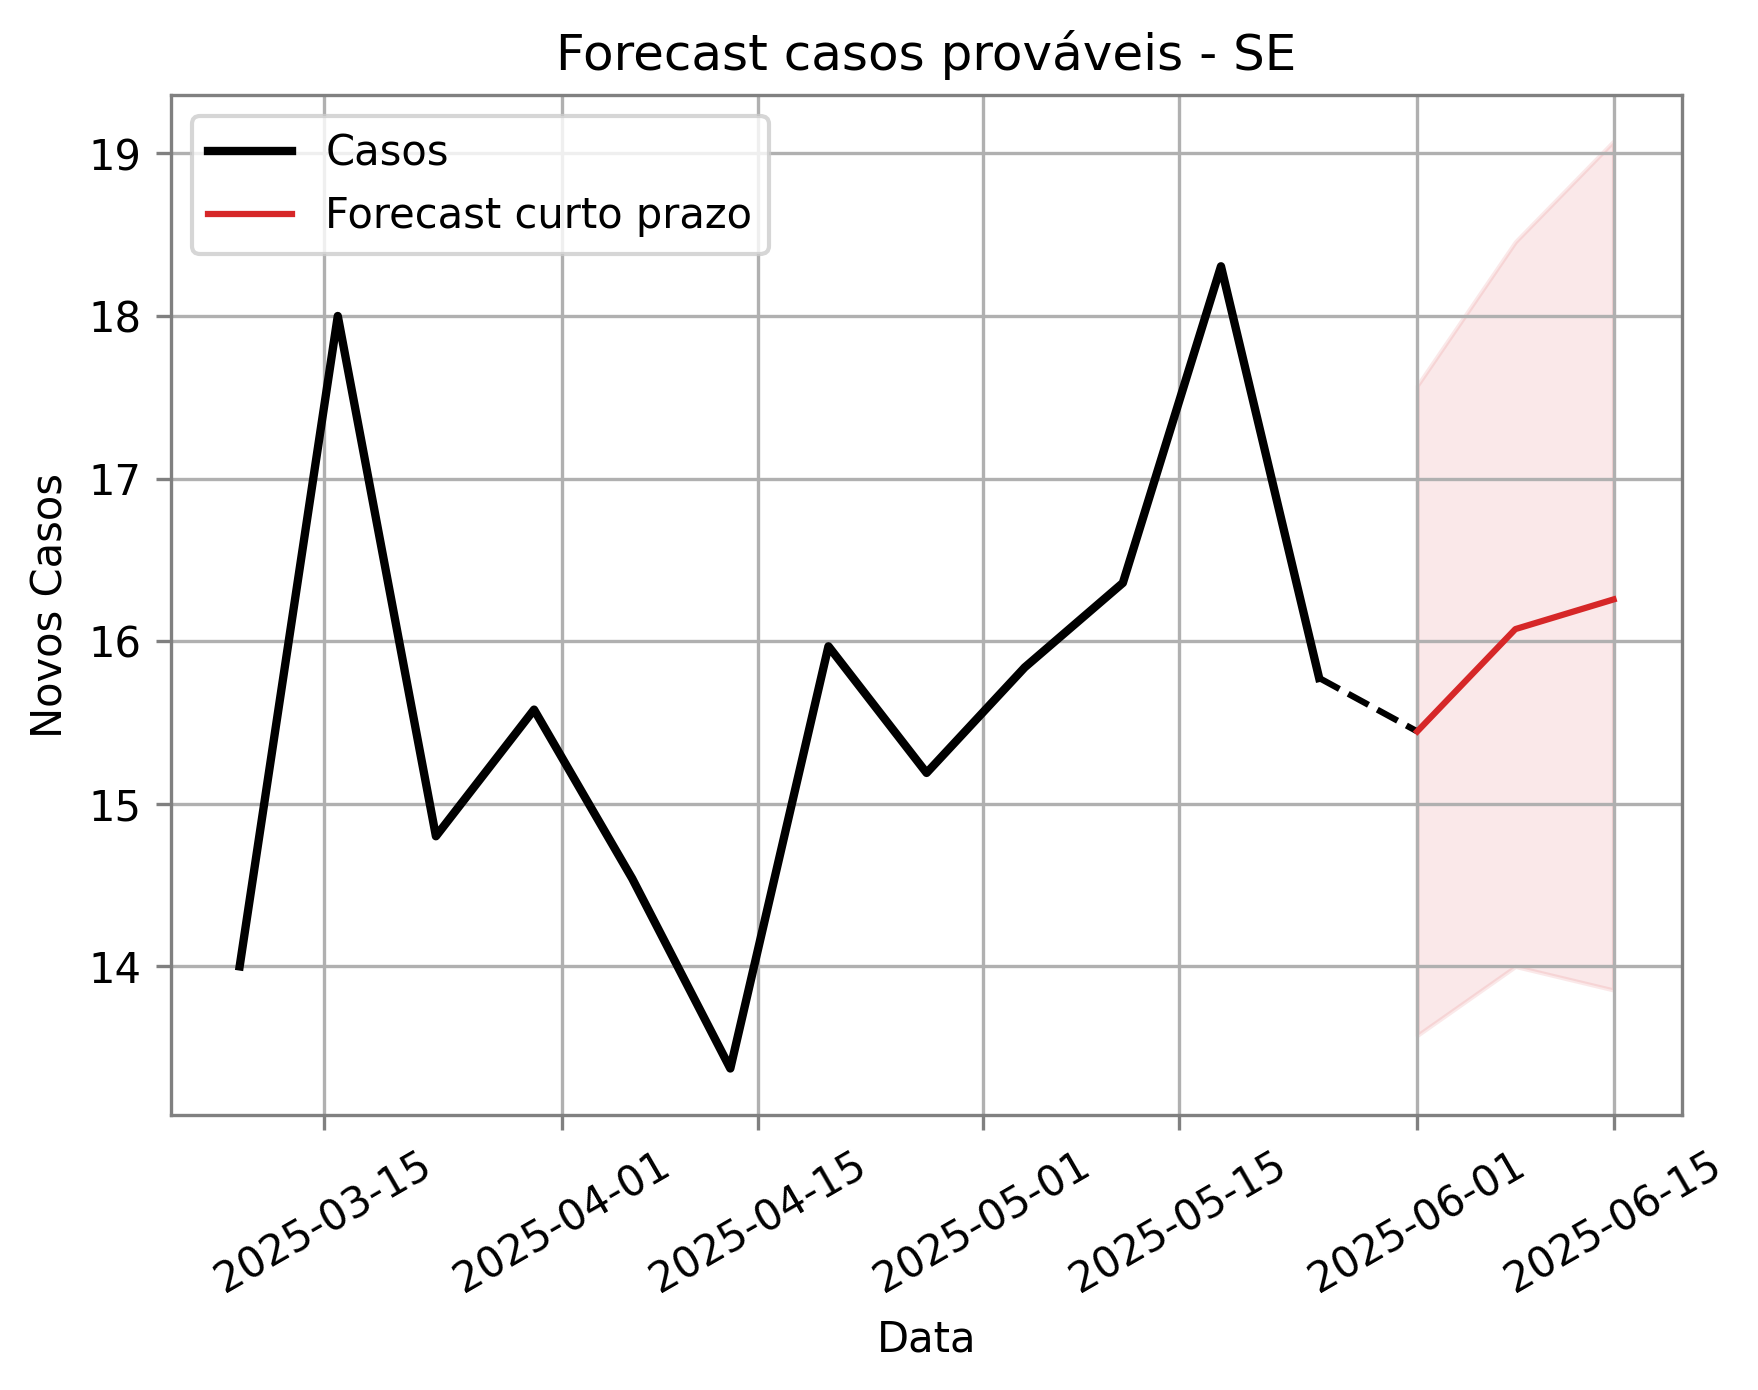 Forecast casos prováveis - SE
Casos
Forecast curto prazo
19
18
17
16
15
14
Novos Casos
2025-03-15
2025-04-01
2025-04-15
2025-05-01
2025-05-15
2025-06-01
2025-06-15
Data